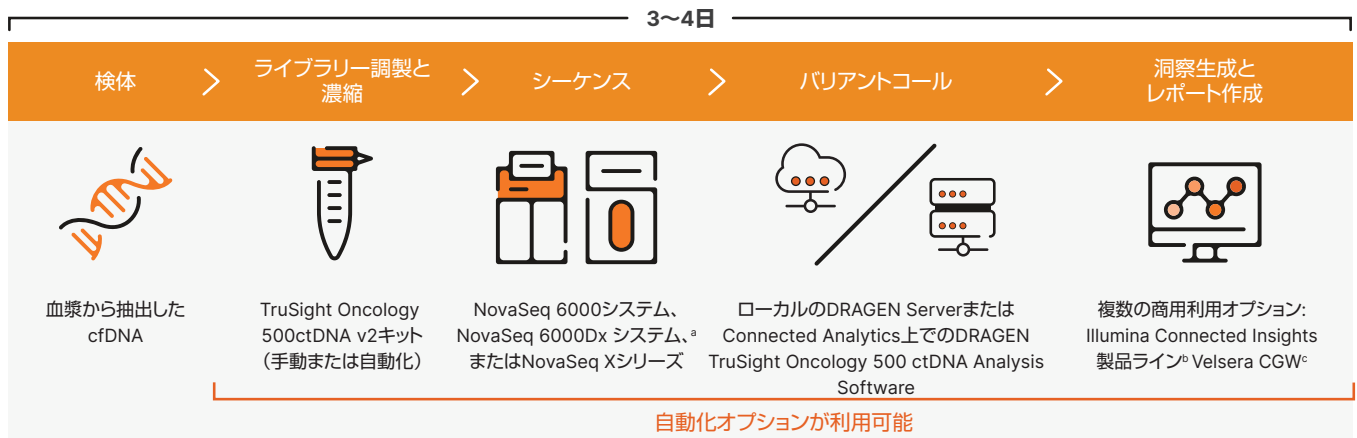 3～4日
検体
ライブラリー調製と
濃縮
シーケンス
バリアントコール
洞察生成と
レポート作成
血漿から抽出した
cfDNA
TruSight Oncology
500ctDNA v2キット
（手動または自動化）
NovaSeq 6000システム、
NovaSeq 6000Dx システム、a
またはNovaSeq Xシリーズ
ローカルのDRAGEN Serverまたは
Connected Analytics上でのDRAGEN
TruSight Oncology 500 ctDNA Analysis
Software
複数の商用利用オプション:
Illumina Connected Insights
製品ラインb Velsera CGWc
自動化オプションが利用可能